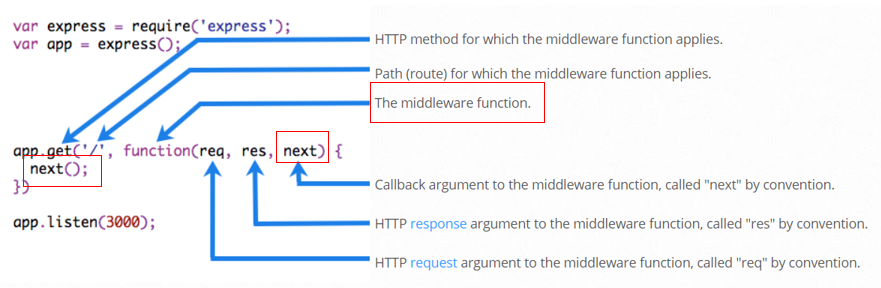 var express = require('express');
var app = express();
HTTP method for which the middleware function applies.
Path (route) for which the middleware function applies.
The middleware function.
app.get('/', function(req, res, next) {
next();
})
Callback argument to the middleware function, called "next" by convention.
app.listen(3000);
HTTP response argument to the middleware function, called "res" by convention.
HTTP request argument to the middleware function, called "req" by convention.